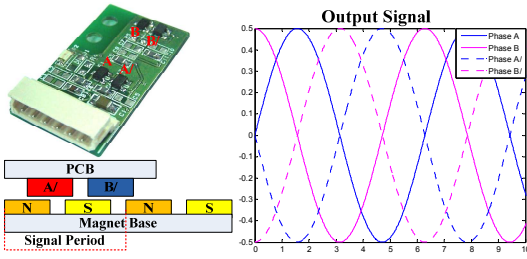 B
B/
A
A/
PCB
A/
B/
N
S
N
S
Magnet Base
Signal Period
Output Signal
Phase A
Phase B
Phase A/
Phase B/
0.5
0.4
0.3
0.2
0.1
0
-0.1
-0.2
-0.3
-0.4
-0.5
0
1
2
3
4
5
6
7
8
9
10